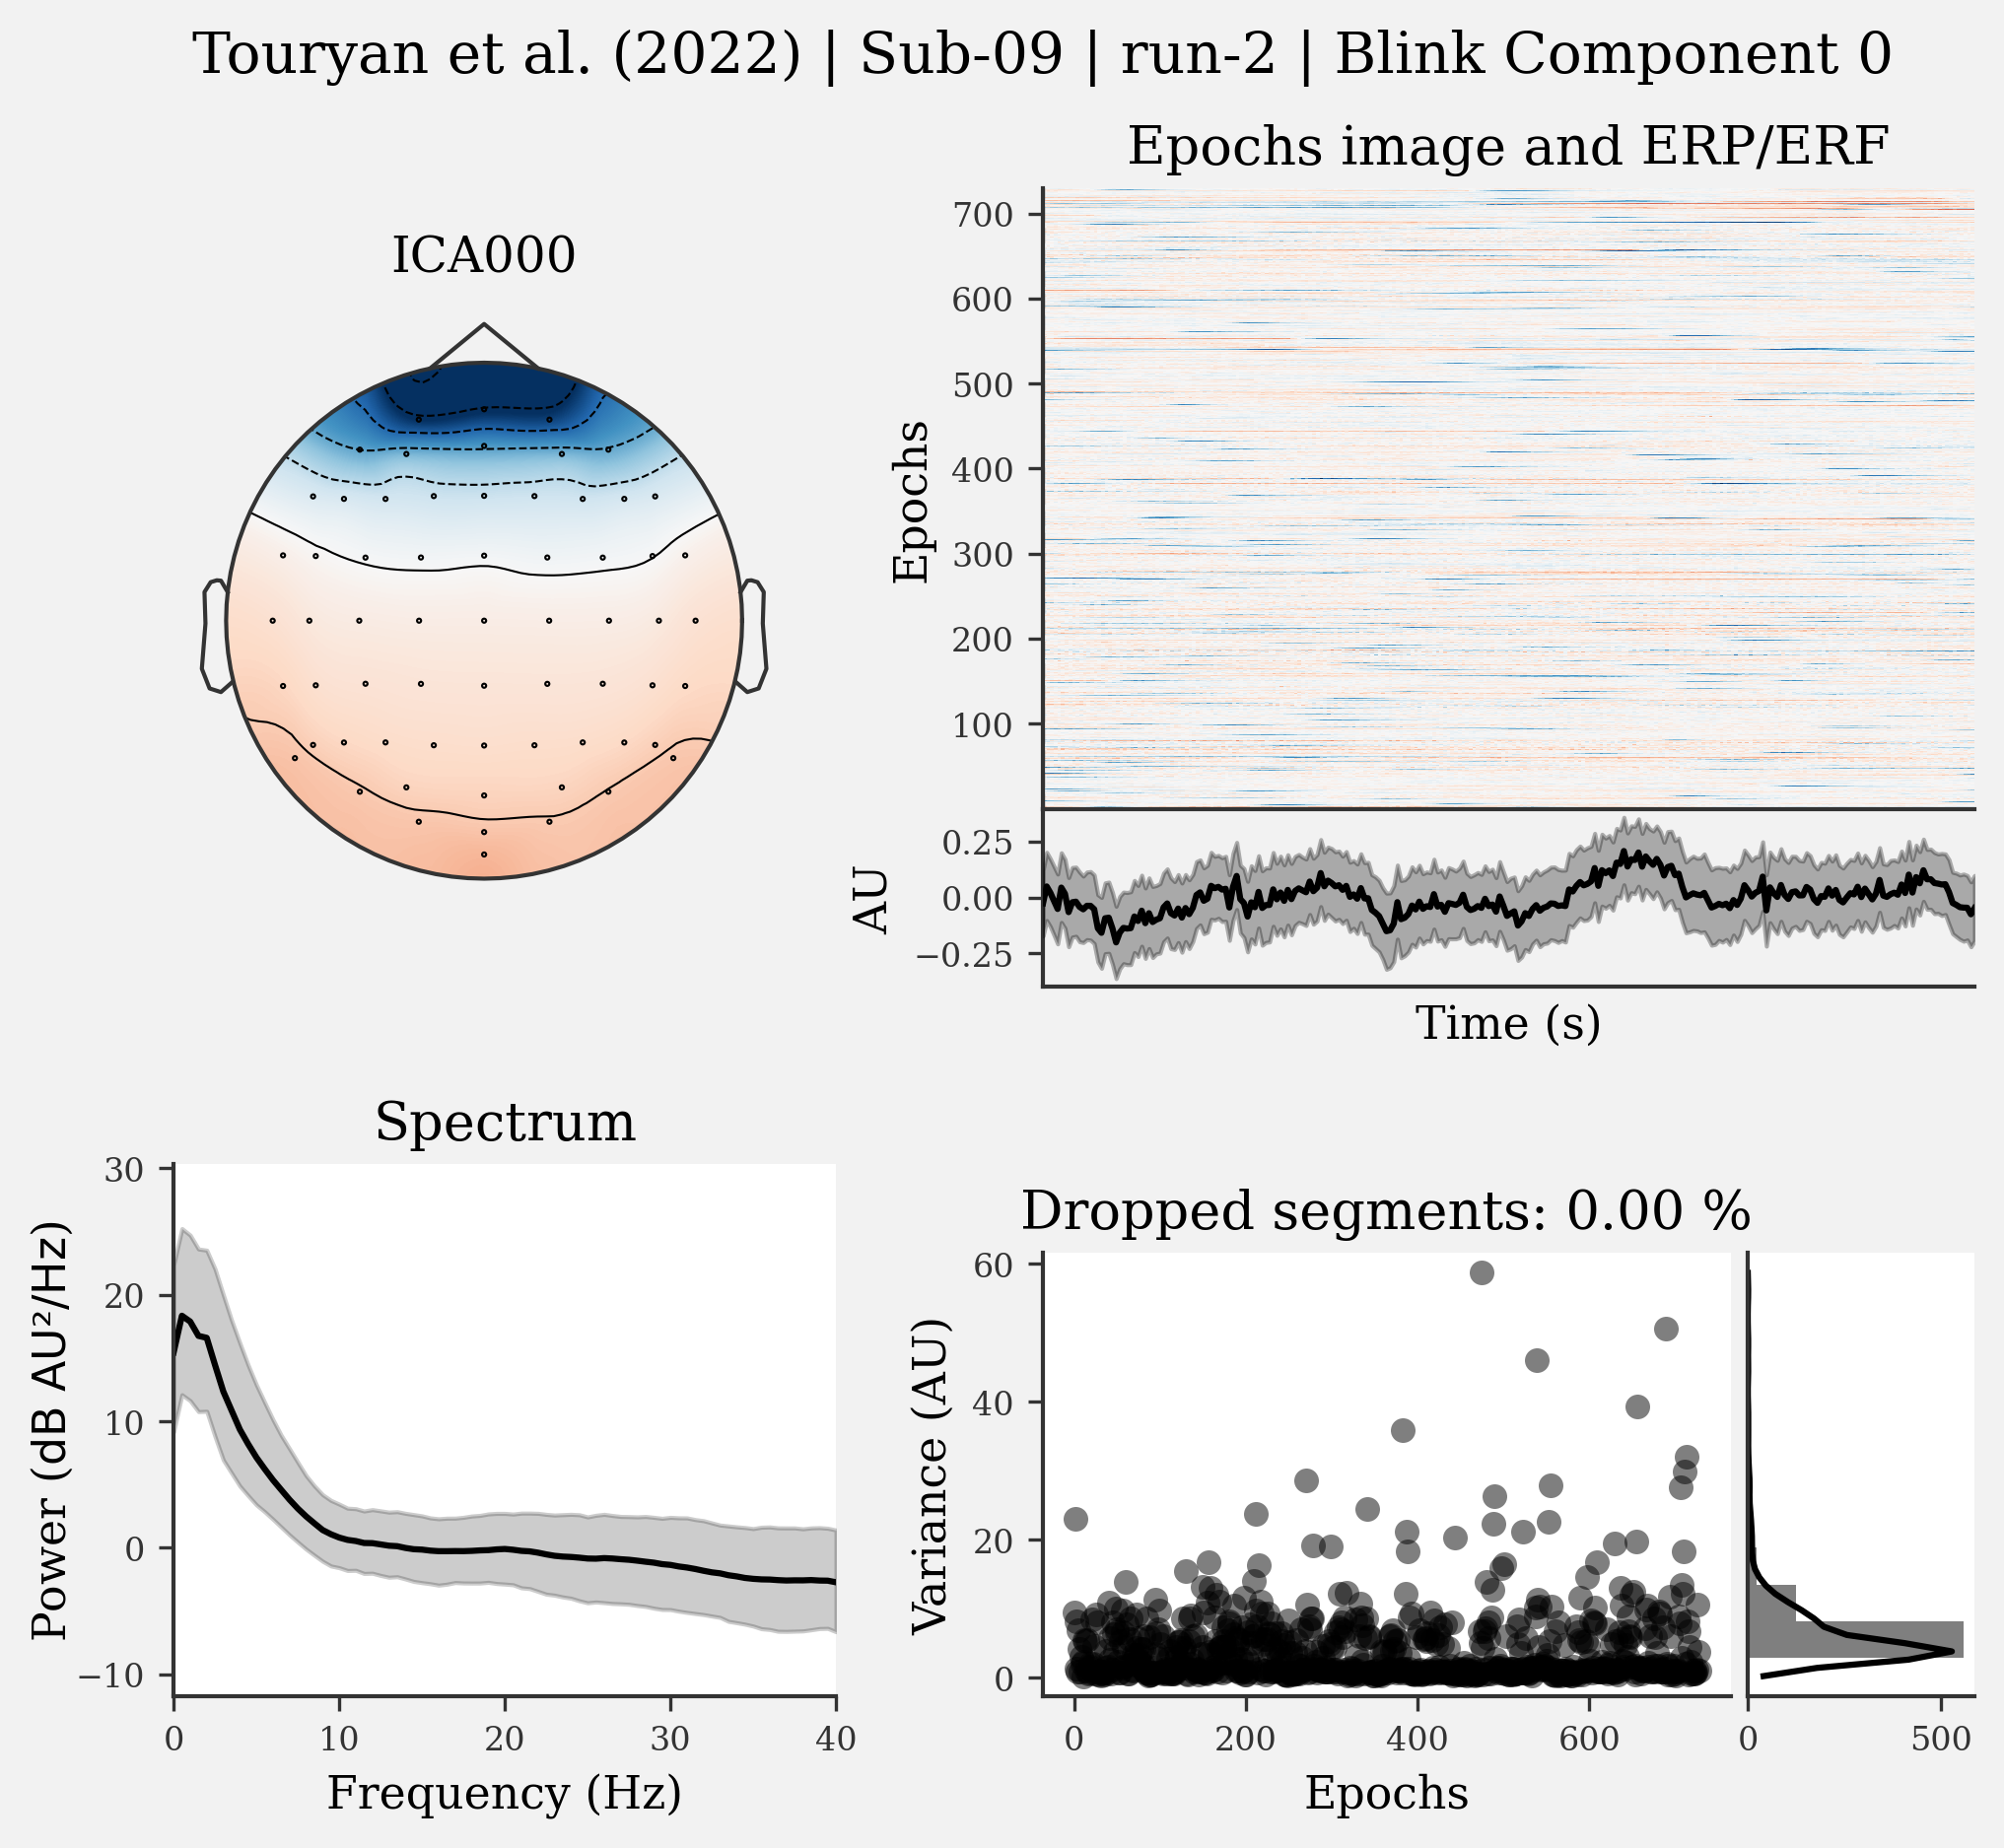 Touryan et al. (2022) | Sub-09 | run-2 | Blink Component 0
ICA000
Epochs image and ERP/ERF
700
600
500
400
300
200
100
Epochs
0.25
0.00
−0.25
AU
Time (s)
Spectrum
30
20
10
0
−10
Power (dB AU²/Hz)
0 10 20 30 40
Frequency (Hz)
Dropped segments: 0.00 %
60
40
20
0
Variance (AU)
0 200 400 600
Epochs
0 500